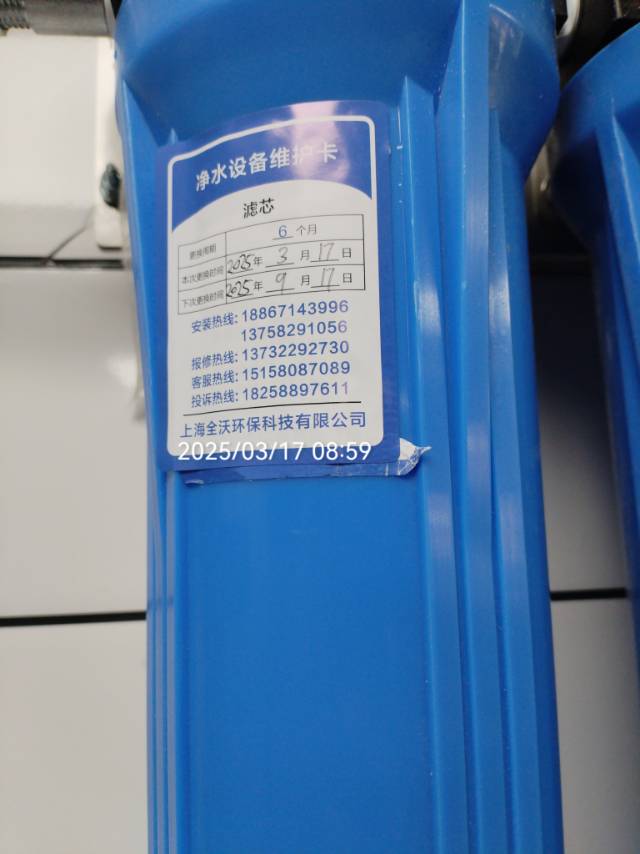 净水设备维护卡
滤芯
更换周期 6 个月
本次更换时间 2025年 3 月 17 日
下次更换时间 2025年 9 月 17 日
安装热线: 18867143996
13758291056
报修热线: 13732292730
客服热线: 15158087089
投诉热线: 18258897611
上海全沃环保科技有限公司
2025/03/17 08:59